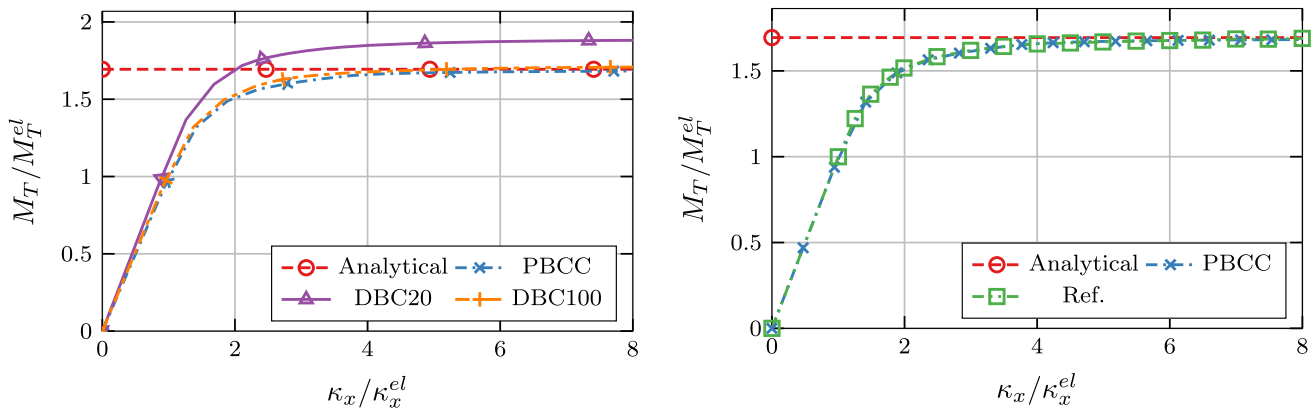 2
1.5
1
0.5
0
0 2 4 6 8
M_T/M_T^{el}
κ_x/κ_x^{el}
Analytical PBCC
DBC20 DBC100
1.5
1
0.5
0
0 2 4 6 8
M_T/M_T^{el}
κ_x/κ_x^{el}
Analytical PBCC
Ref.